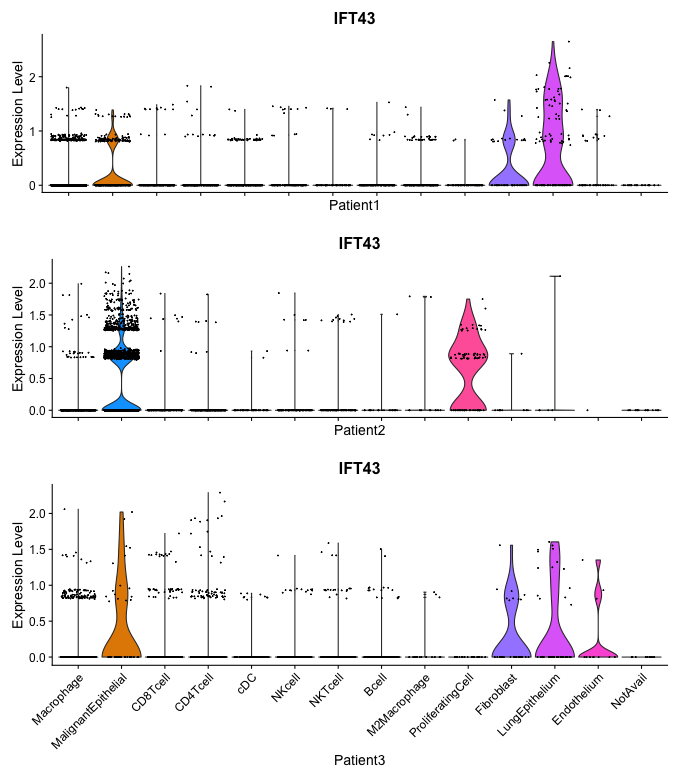 IFT43
Expression Level
2
1
0
Patient1
IFT43
Expression Level
2.0
1.5
1.0
0.5
0.0
Patient2
IFT43
Expression Level
2.0
1.5
1.0
0.5
0.0
Macrophage
MalignantEpithelial
CD8Tcell
CD4Tcell
cDC
NKcell
NKTcell
Bcell
M2Macrophage
ProliferatingCell
Fibroblast
LungEpithelium
Endothelium
NotAvail
Patient3